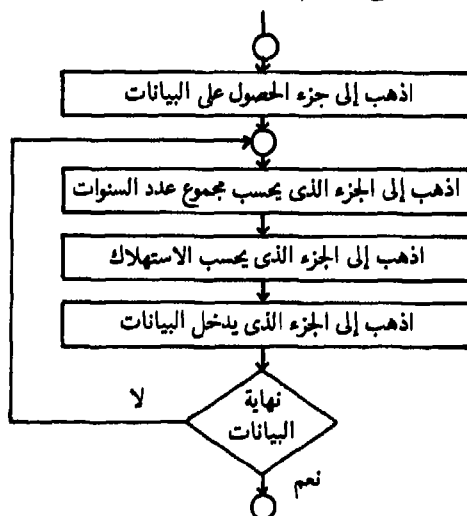 اذهب إلى جزء الحصول على البيانات
اذهب إلى الجزء الذى يحسب مجموع عدد السنوات
اذهب إلى الجزء الذى يحسب الاستهلاك
اذهب إلى الجزء الذى يدخل البيانات
لا
نهاية
البيانات
نعم